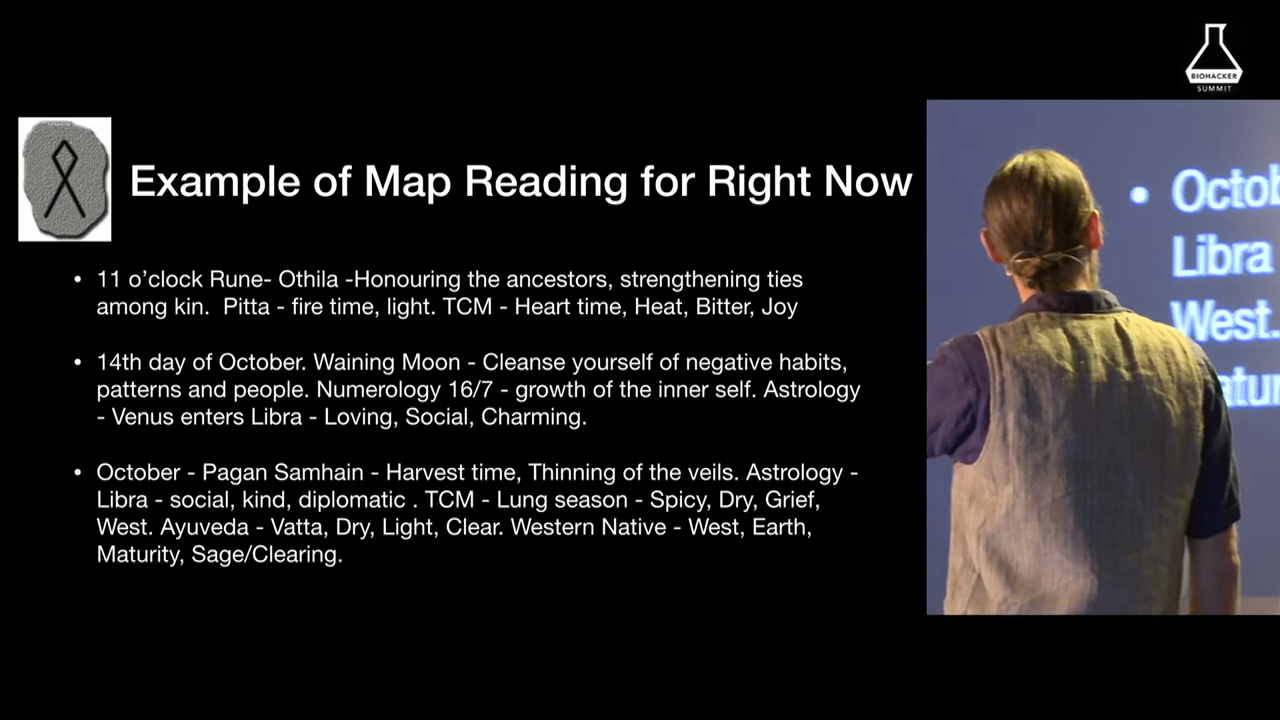 BIOHACKER
SUMMIT
Example of Map Reading for Right Now
• 11 o’clock Rune- Othila -Honouring the ancestors, strengthening ties
among kin.  Pitta - fire time, light. TCM - Heart time, Heat, Bitter, Joy
• 14th day of October. Waining Moon - Cleanse yourself of negative habits,
patterns and people. Numerology 16/7 - growth of the inner self. Astrology
- Venus enters Libra - Loving, Social, Charming.
• October - Pagan Samhain - Harvest time, Thinning of the veils. Astrology -
Libra - social, kind, diplomatic . TCM - Lung season - Spicy, Dry, Grief,
West. Ayuveda - Vatta, Dry, Light, Clear. Western Native - West, Earth,
Maturity, Sage/Clearing.
• Octob
Libra
West.
atur